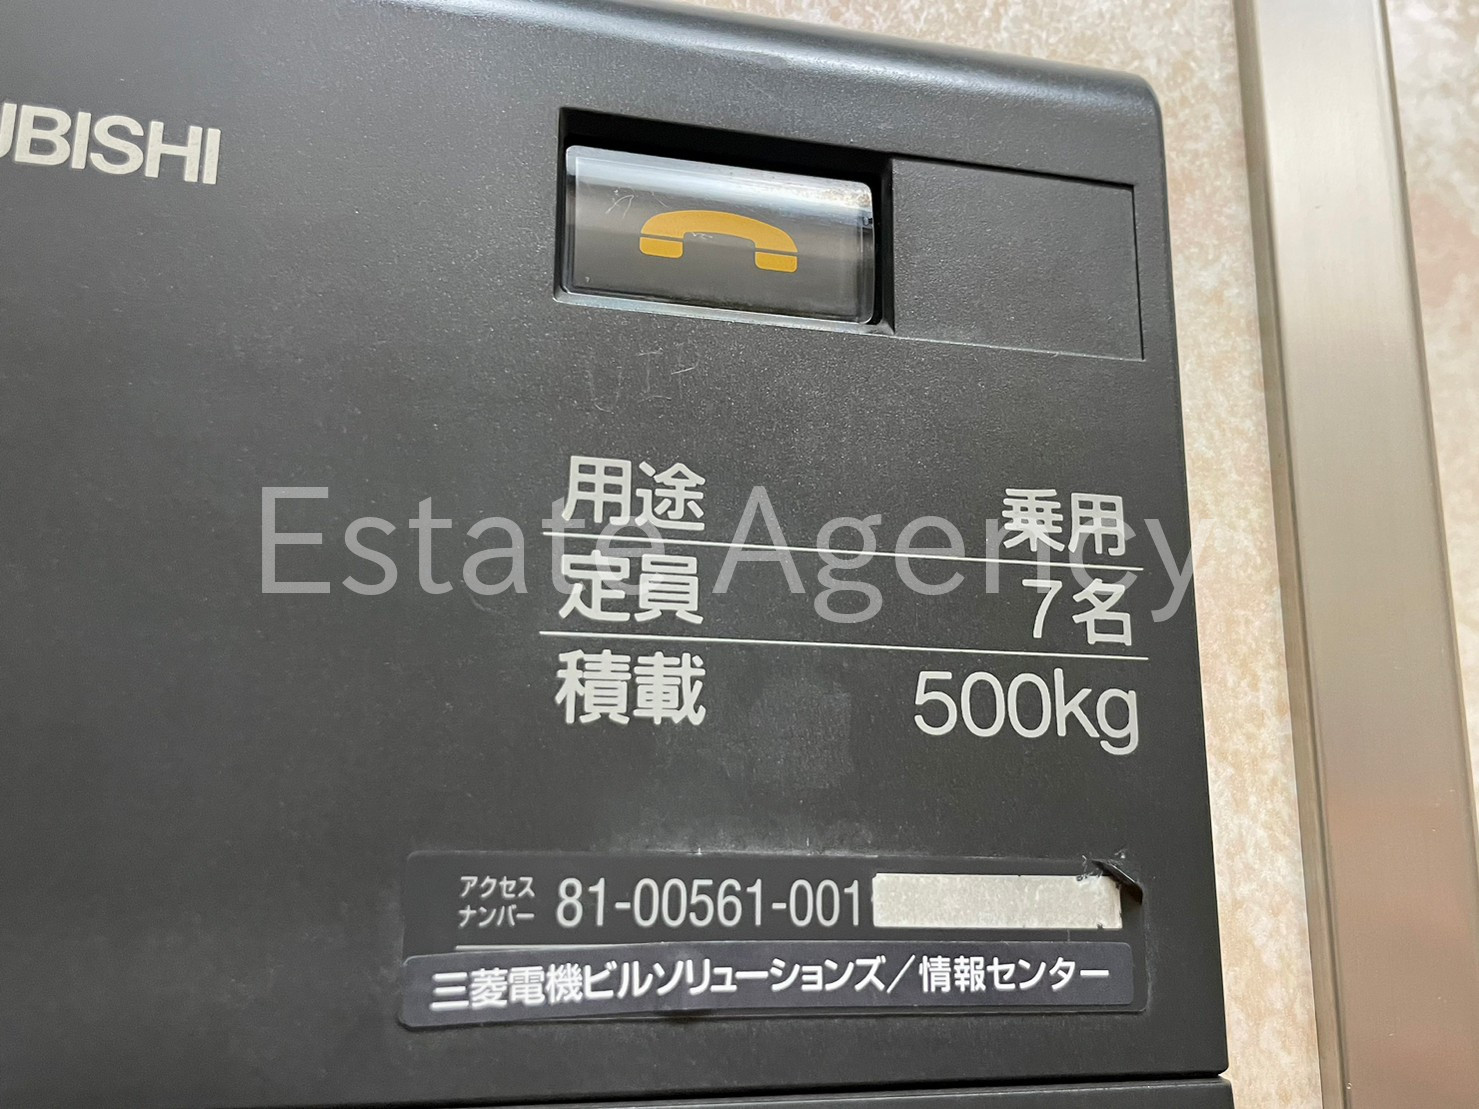 UBISHI
用途 乗用
定員 7名
積載 500kg
Estate Agency
アクセス
ナンバー 81-00561-001
三菱電機ビルソリューションズ/情報センター